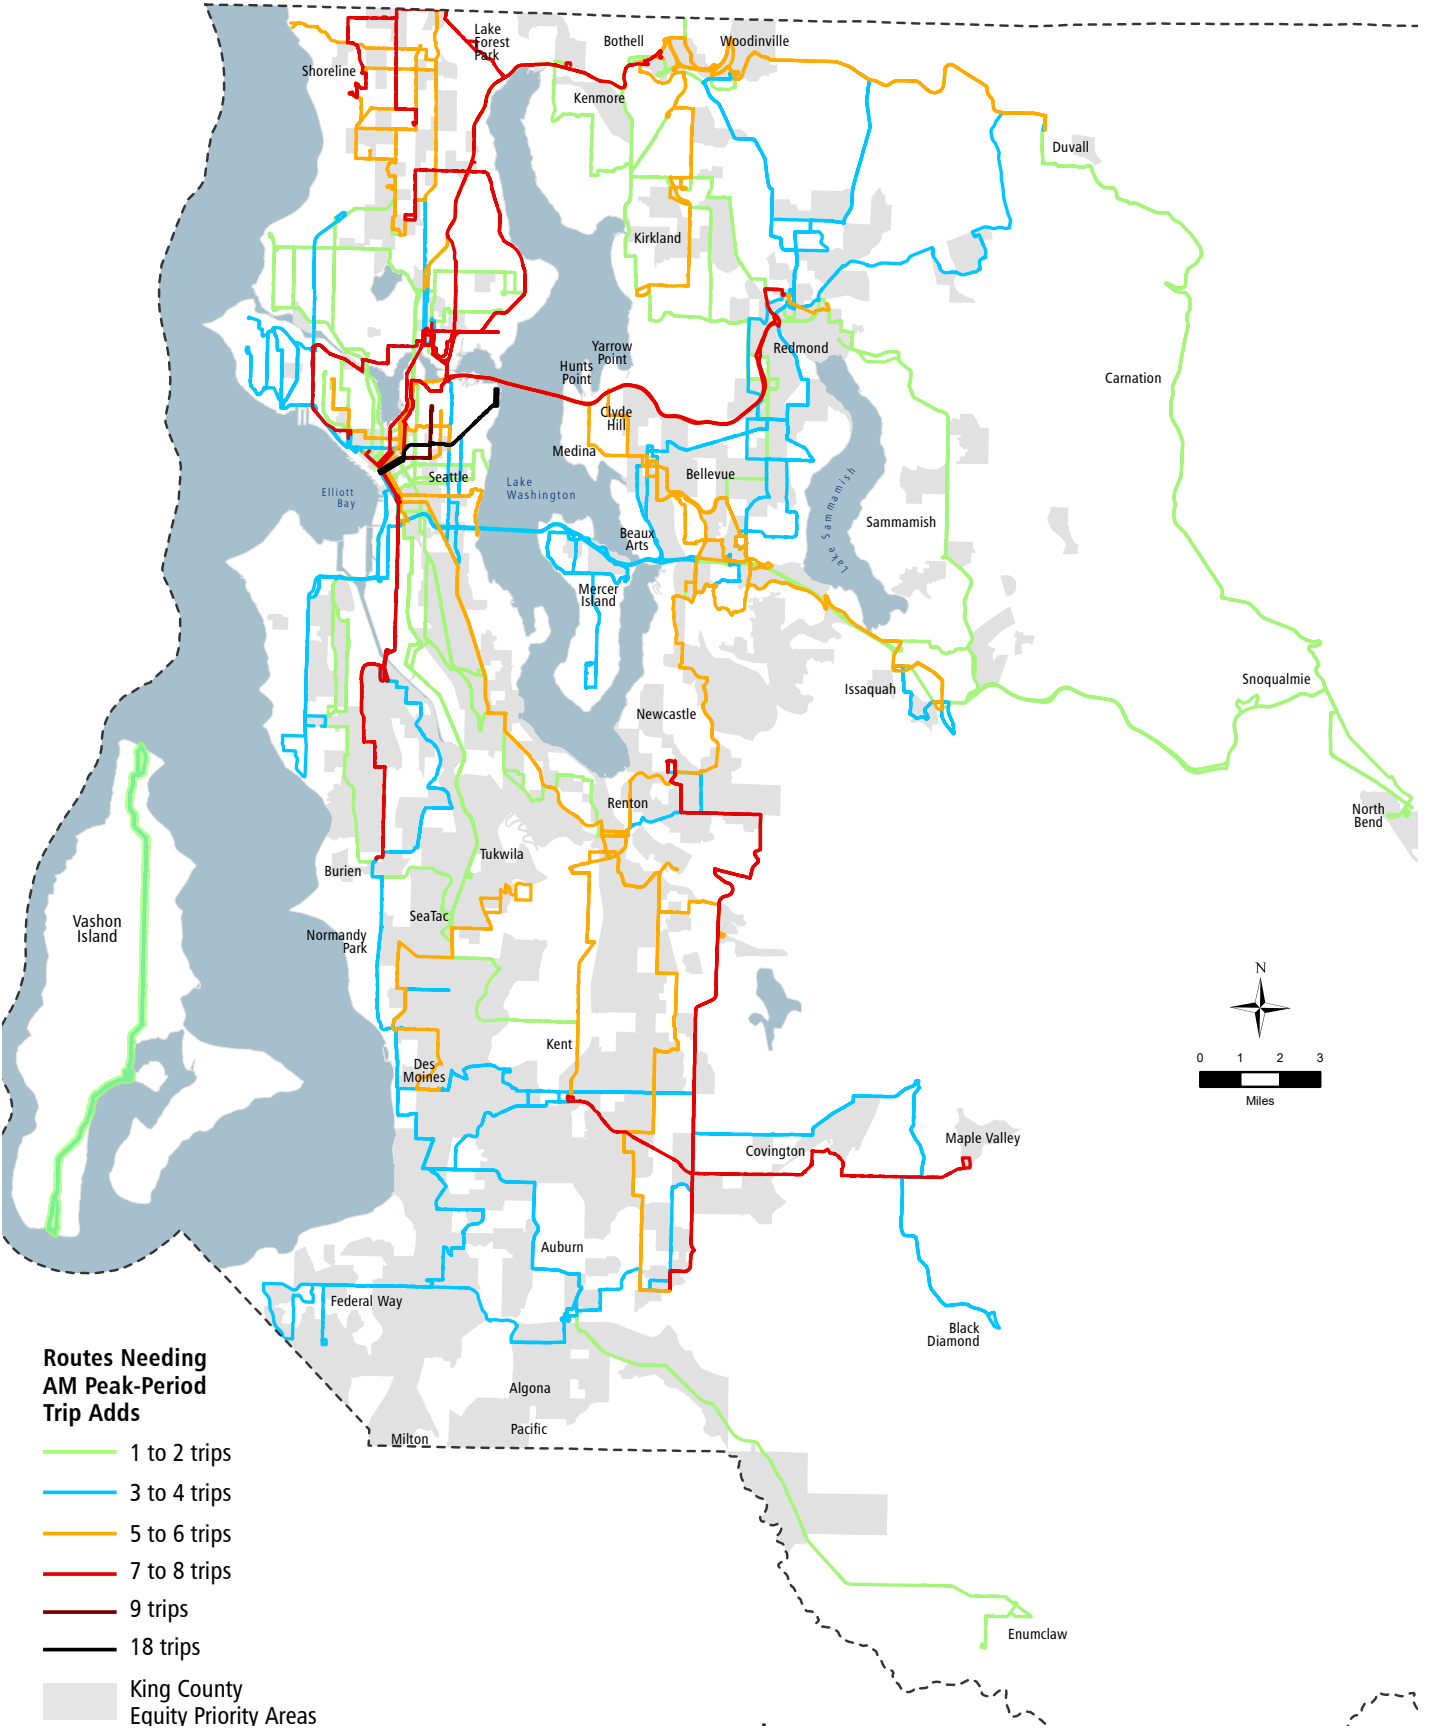 Lake
Forest
Park
Bothell
Woodinville
Shoreline
Kenmore
Duvall
Kirkland
Yarrow
Point
Hunts
Point
Redmond
Carnation
Clyde
Hill
Medina
Seattle
Bellevue
Elliott
Bay
Lake
Washington
Lake Sammamish
Sammamish
Beaux
Arts
Mercer
Island
Issaquah
Snoqualmie
Newcastle
Renton
North
Bend
Tukwila
Burien
Vashon
Island
SeaTac
Normandy
Park
N
Kent
Des
Moines
0 1 2 3
Miles
Covington
Maple Valley
Auburn
Federal Way
Black
Diamond
Algona
Pacific
Milton
Enumclaw
Routes Needing
AM Peak-Period
Trip Adds
1 to 2 trips
3 to 4 trips
5 to 6 trips
7 to 8 trips
9 trips
18 trips
King County
Equity Priority Areas